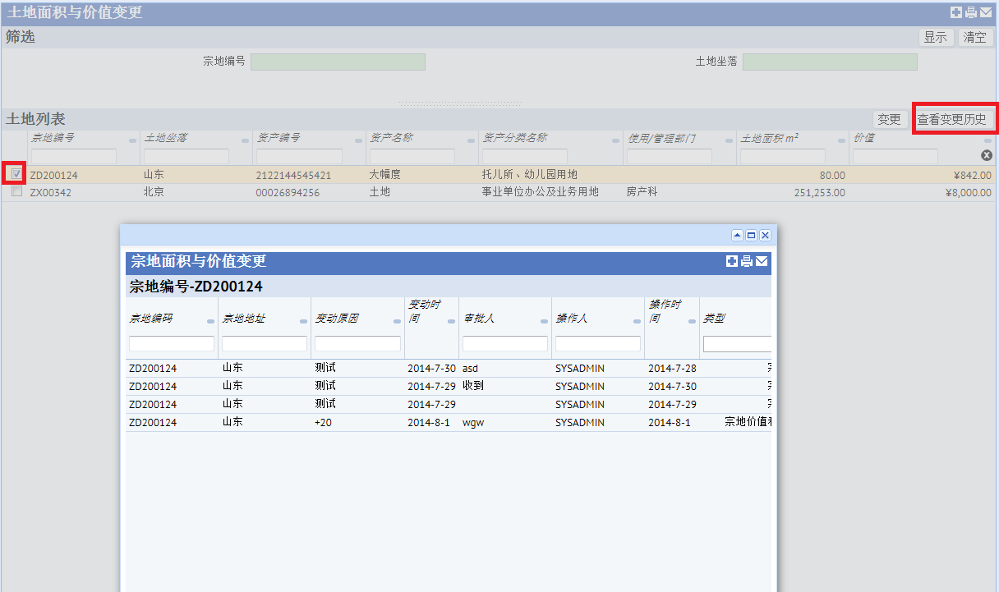 土地面积与价值变更
筛选 显示 清空
宗地编号 土地坐落
土地列表 变更 查看变更历史
宗地编号 土地坐落 资产编号 资产名称 资产分类名称 使用/管理部门 土地面积 m² 价值
ZD200124 山东 2122144545421 大幅度 托儿所、幼儿园用地 80.00 ¥842.00
ZX00342 北京 00026894256 土地 事业单位办公及业务用地 房产科 251,253.00 ¥8,000.00
宗地面积与价值变更
宗地编号-ZD200124
宗地编码 宗地地址 变动原因 变动时间 审批人 操作人 操作时间 类型
ZD200124 山东 测试 2014-7-30 asd SYSADMIN 2014-7-28
ZD200124 山东 测试 2014-7-29 收到 SYSADMIN 2014-7-30
ZD200124 山东 测试 2014-7-29 SYSADMIN 2014-7-29
ZD200124 山东 +20 2014-8-1 wgw SYSADMIN 2014-8-1 宗地价值